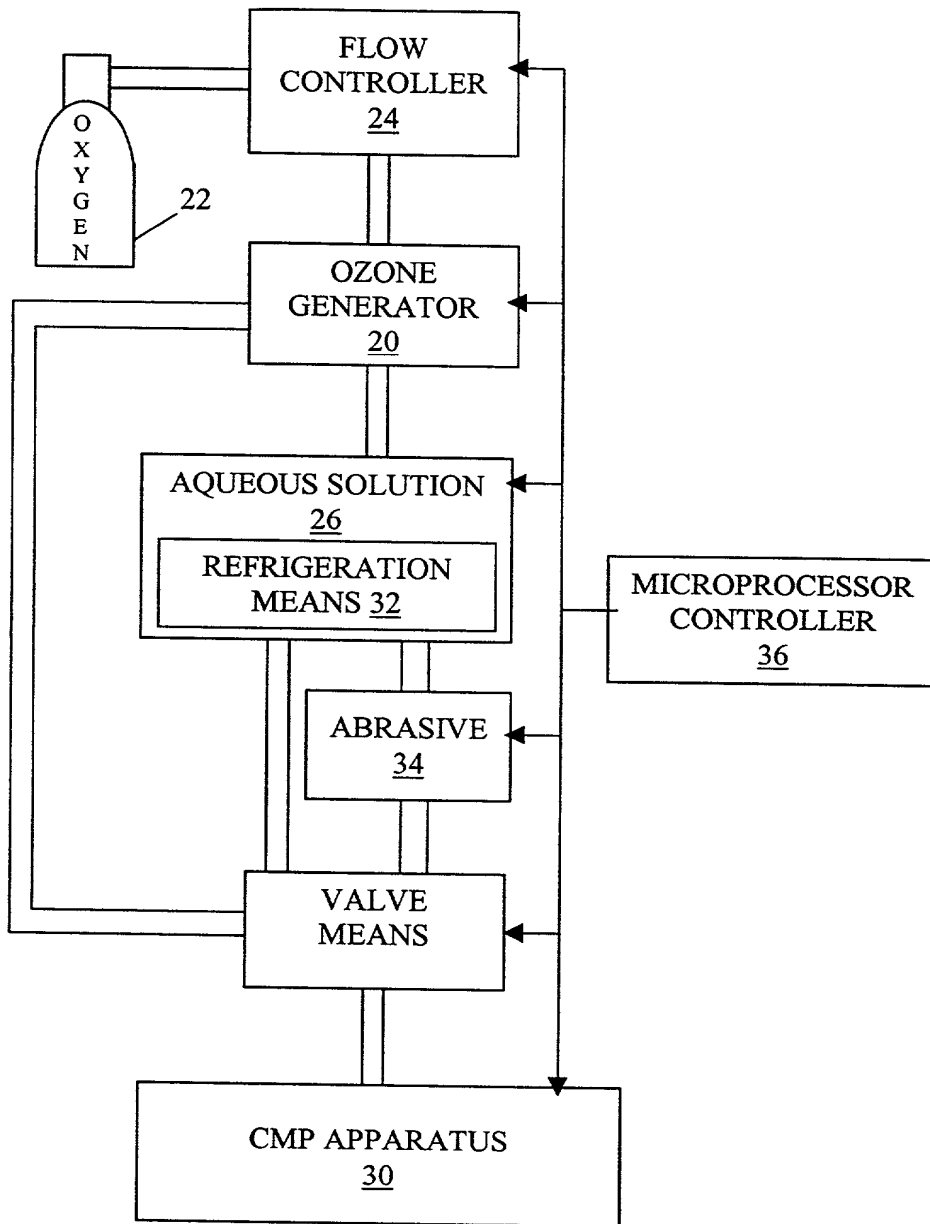 FLOW
CONTROLLER
24
OXYGEN
22
OZONE
GENERATOR
20
AQUEOUS SOLUTION
26
REFRIGERATION
MEANS 32
MICROPROCESSOR
CONTROLLER
36
ABRASIVE
34
VALVE
MEANS
CMP APPARATUS
30